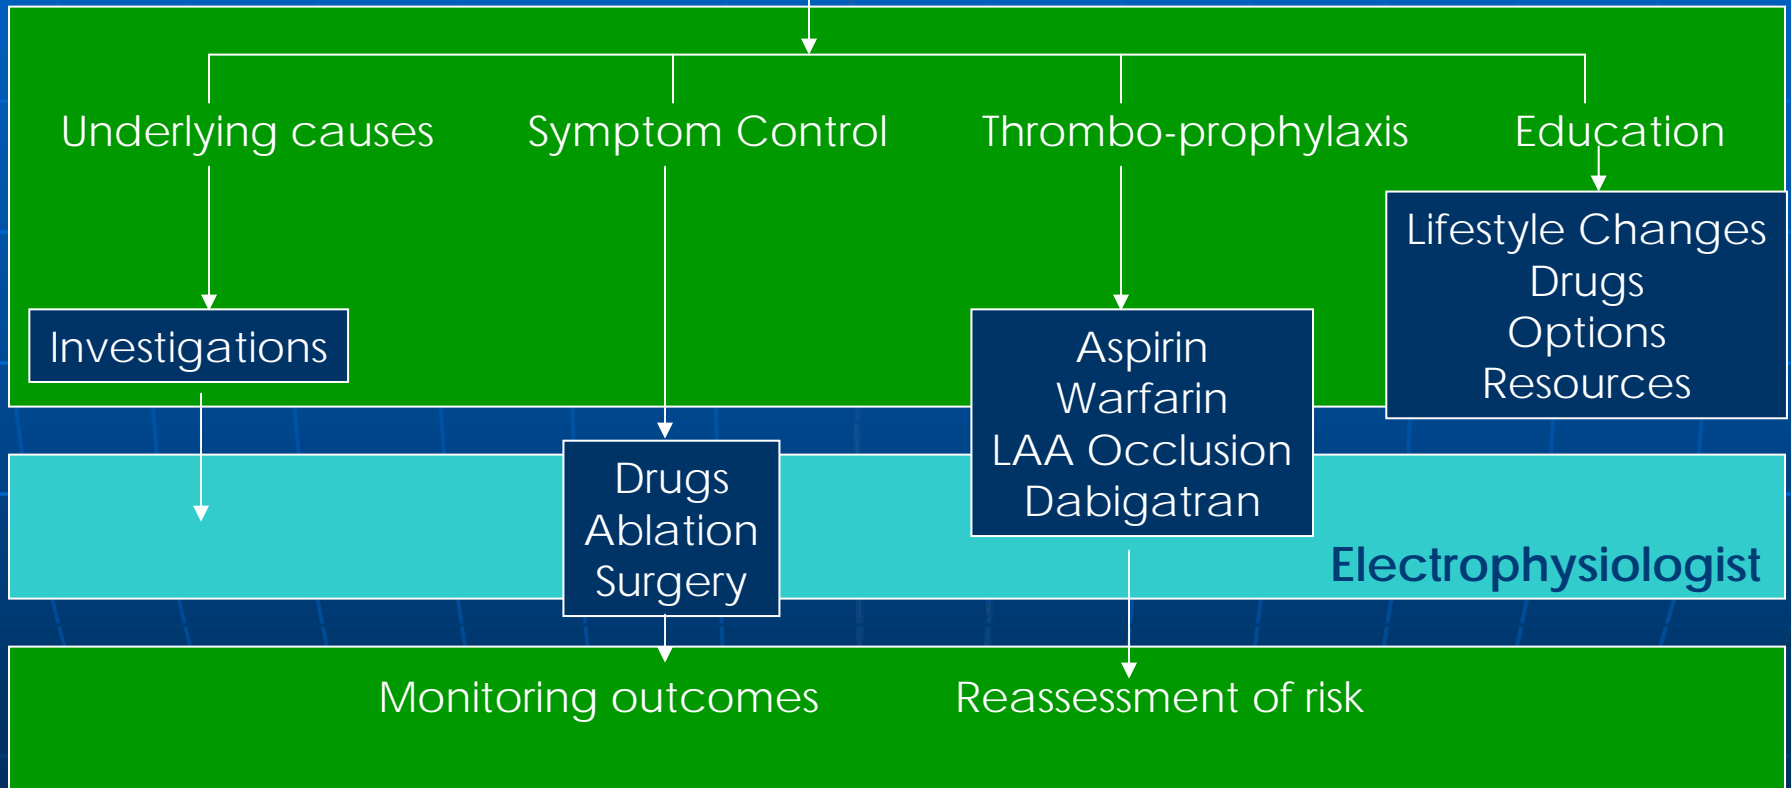 Underlying causes
Symptom Control
Thrombo-prophylaxis
Education
Lifestyle Changes
Drugs
Options
Resources
Investigations
Aspirin
Warfarin
LAA Occlusion
Dabigatran
Drugs
Ablation
Surgery
Electrophysiologist
Monitoring outcomes
Reassessment of risk